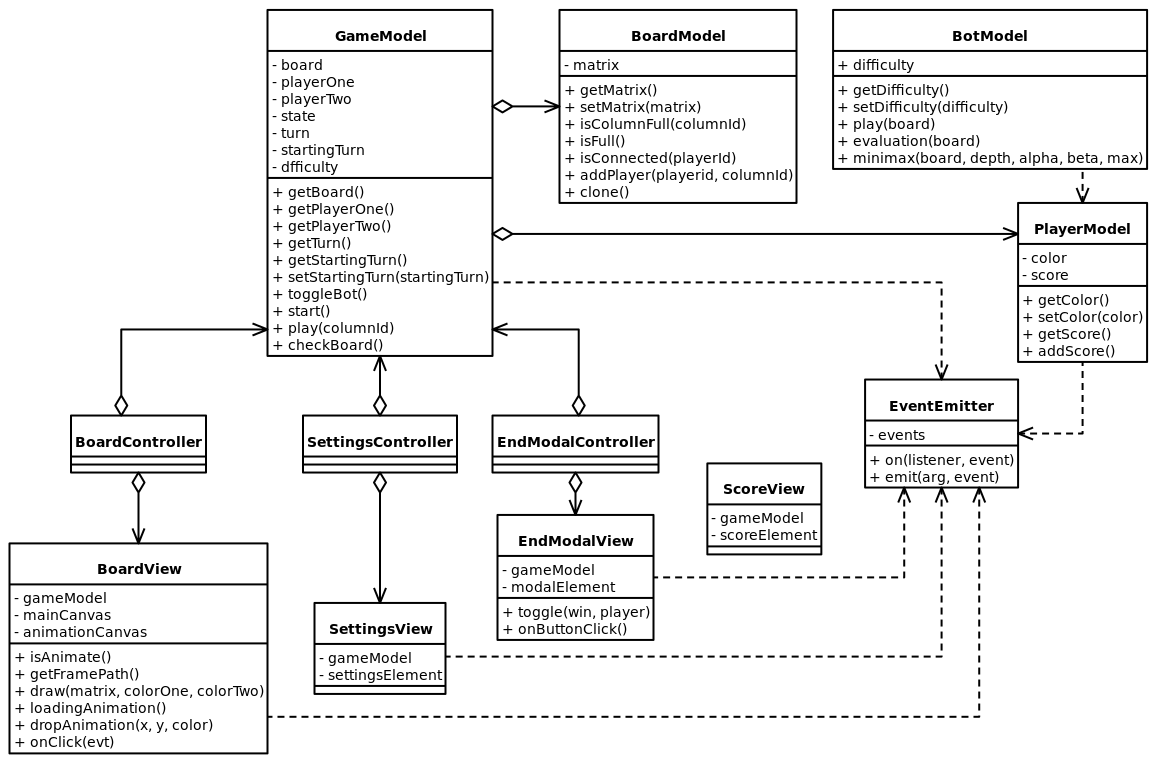 GameModel
- board
- playerOne
- playerTwo
- state
- turn
- startingTurn
- dfficulty
+ getBoard()
+ getPlayerOne()
+ getPlayerTwo()
+ getTurn()
+ getStartingTurn()
+ setStartingTurn(startingTurn)
+ toggleBot()
+ start()
+ play(columnId)
+ checkBoard()
BoardModel
- matrix
+ getMatrix()
+ setMatrix(matrix)
+ isColumnFull(columnId)
+ isFull()
+ isConnected(playerId)
+ addPlayer(playerid, columnId)
+ clone()
BotModel
+ difficulty
+ getDifficulty()
+ setDifficulty(difficulty)
+ play(board)
+ evaluation(board)
+ minimax(board, depth, alpha, beta, max)
PlayerModel
- color
- score
+ getColor()
+ setColor(color)
+ getScore()
+ addScore()
EventEmitter
- events
+ on(listener, event)
+ emit(arg, event)
BoardController
SettingsController
EndModalController
ScoreView
- gameModel
- scoreElement
EndModalView
- gameModel
- modalElement
+ toggle(win, player)
+ onButtonClick()
BoardView
- gameModel
- mainCanvas
- animationCanvas
+ isAnimate()
+ getFramePath()
+ draw(matrix, colorOne, colorTwo)
+ loadingAnimation()
+ dropAnimation(x, y, color)
+ onClick(evt)
SettingsView
- gameModel
- settingsElement